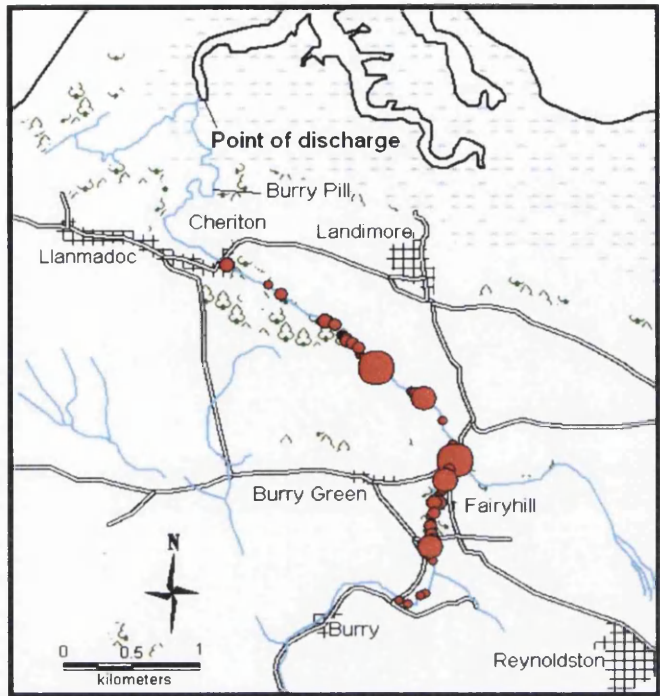 Point of discharge
Burry Pill
Cheriton
Landimore
Llanmadoc
Burry Green
Fairyhill
N
Burry
0 0.5 1
kilometers
Reynoldston